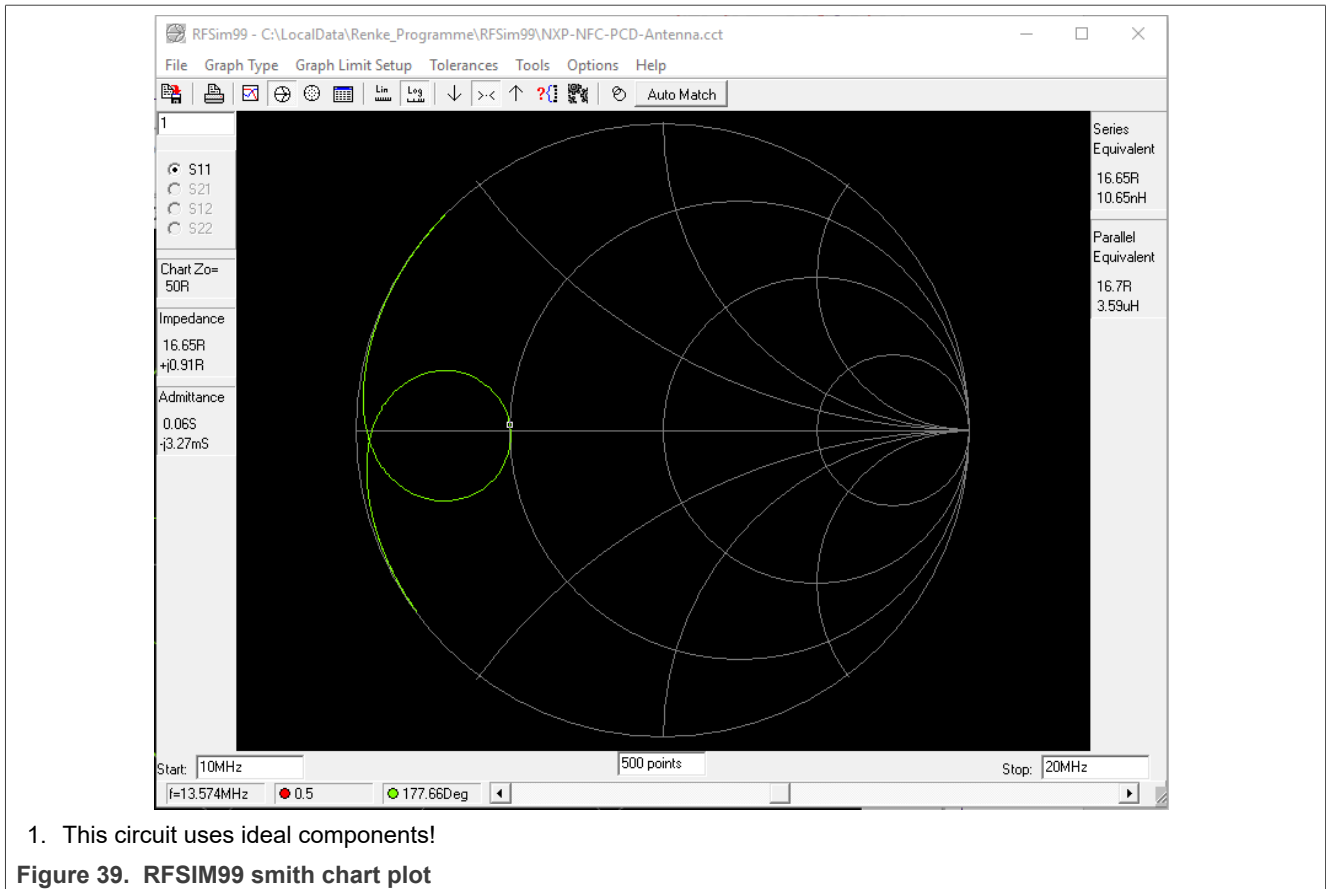 RFSim99 - C:\LocalData\Renke_Programme\RFSim99\NXP-NFC-PCD-Antenna.cct
File Graph Type Graph Limit Setup Tolerances Tools Options Help
Lin Log ?{} Auto Match
1
S11
S21
S12
S22
Chart Zo=
50R
Impedance
16.65R
+j0.91R
Admittance
0.06S
-j3.27mS
Series
Equivalent
16.65R
10.65nH
Parallel
Equivalent
16.7R
3.59uH
Start: 10MHz 500 points Stop: 20MHz
f=13.574MHz 0.5 177.66Deg
1. This circuit uses ideal components!
Figure 39. RFSIM99 smith chart plot